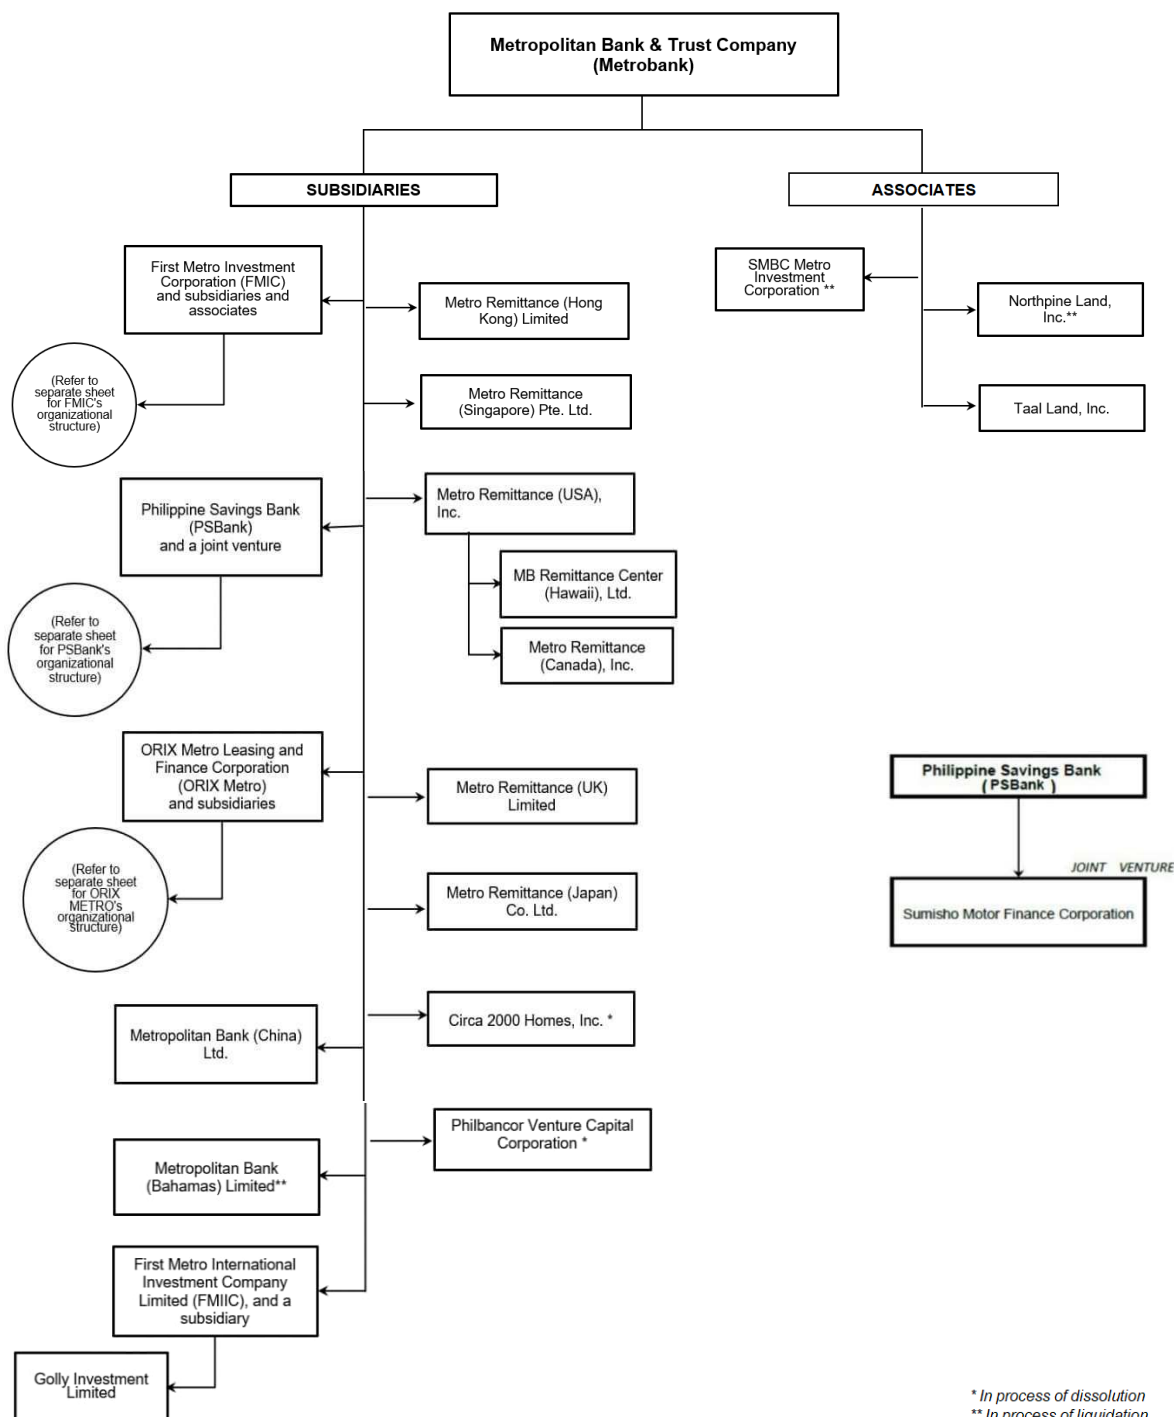 Metropolitan Bank & Trust Company
(Metrobank)
SUBSIDIARIES
ASSOCIATES
First Metro Investment
Corporation (FMIC)
and subsidiaries and
associates
(Refer to
separate sheet
for FMIC's
organizational
structure)
Metro Remittance (Hong
Kong) Limited
Metro Remittance
(Singapore) Pte. Ltd.
SMBC Metro
Investment
Corporation **
Northpine Land,
Inc.**
Taal Land, Inc.
Philippine Savings Bank
(PSBank)
and a joint venture
(Refer to
separate sheet
for PSBank's
organizational
structure)
Metro Remittance (USA),
Inc.
MB Remittance Center
(Hawaii), Ltd.
Metro Remittance
(Canada), Inc.
ORIX Metro Leasing and
Finance Corporation
(ORIX Metro)
and subsidiaries
(Refer to
separate sheet
for ORIX
METRO's
organizational
structure)
Metro Remittance (UK)
Limited
Metro Remittance (Japan)
Co. Ltd.
Philippine Savings Bank
( PSBank )
JOINT VENTURE
Sumisho Motor Finance Corporation
Metropolitan Bank (China)
Ltd.
Circa 2000 Homes, Inc. *
Philbancor Venture Capital
Corporation *
Metropolitan Bank
(Bahamas) Limited**
First Metro International
Investment Company
Limited (FMIIC), and a
subsidiary
Golly Investment
Limited
* In process of dissolution
** In process of liquidation